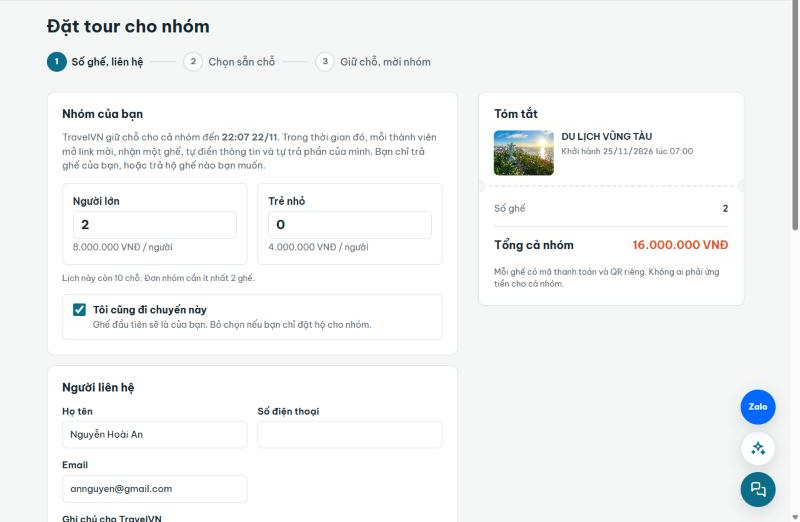 Đặt tour cho nhóm
1 Số ghế, liên hệ
2 Chọn sẵn chỗ
3 Giữ chỗ, mời nhóm
Nhóm của bạn
TravelVN giữ chỗ cho cả nhóm đến 22:07 22/11. Trong thời gian đó, mỗi thành viên
mở link mời, nhận một ghế, tự điền thông tin và tự trả phần của mình. Bạn chỉ trả
ghế của bạn, hoặc trả hộ ghế nào bạn muốn.
Người lớn
2
8.000.000 VNĐ / người
Trẻ nhỏ
0
4.000.000 VNĐ / người
Lịch này còn 10 chỗ. Đơn nhóm cần ít nhất 2 ghế.
Tôi cũng đi chuyến này
Ghế đầu tiên sẽ là của bạn. Bỏ chọn nếu bạn chỉ đặt hộ cho nhóm.
Người liên hệ
Họ tên
Nguyễn Hoài An
Số điện thoại
Email
annguyen@gmail.com
Ghi chú cho TravelVN
Tóm tắt
DU LỊCH VŨNG TÀU
Khởi hành 25/11/2026 lúc 07:00
Số ghế 2
Tổng cả nhóm 16.000.000 VNĐ
Mỗi ghế có mã thanh toán và QR riêng. Không ai phải ứng
tiền cho cả nhóm.
Zalo